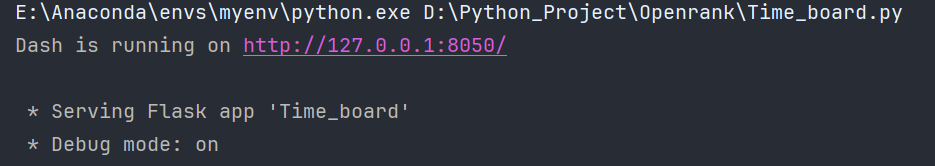 E:\Anaconda\envs\myenv\python.exe D:\Python_Project\Openrank\Time_board.py
Dash is running on http://127.0.0.1:8050/
* Serving Flask app 'Time_board'
* Debug mode: on